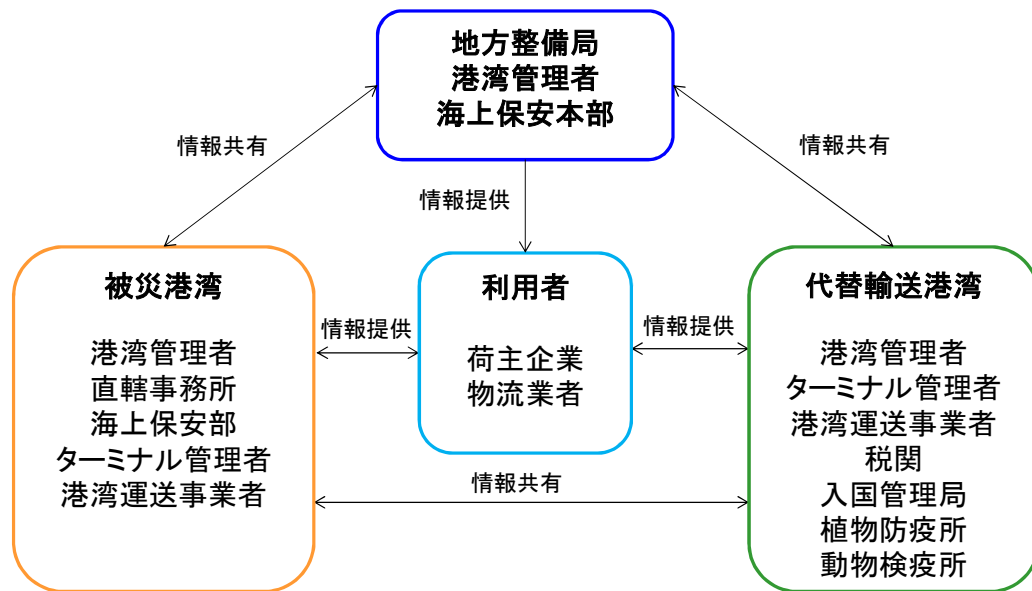 地方整備局
港湾管理者
海上保安本部
情報共有
情報共有
情報提供
被災港湾
港湾管理者
直轄事務所
海上保安部
ターミナル管理者
港湾運送事業者
情報提供
利用者
荷主企業
物流業者
情報提供
代替輸送港湾
港湾管理者
ターミナル管理者
港湾運送事業者
税関
入国管理局
植物防疫所
動物検疫所
情報共有